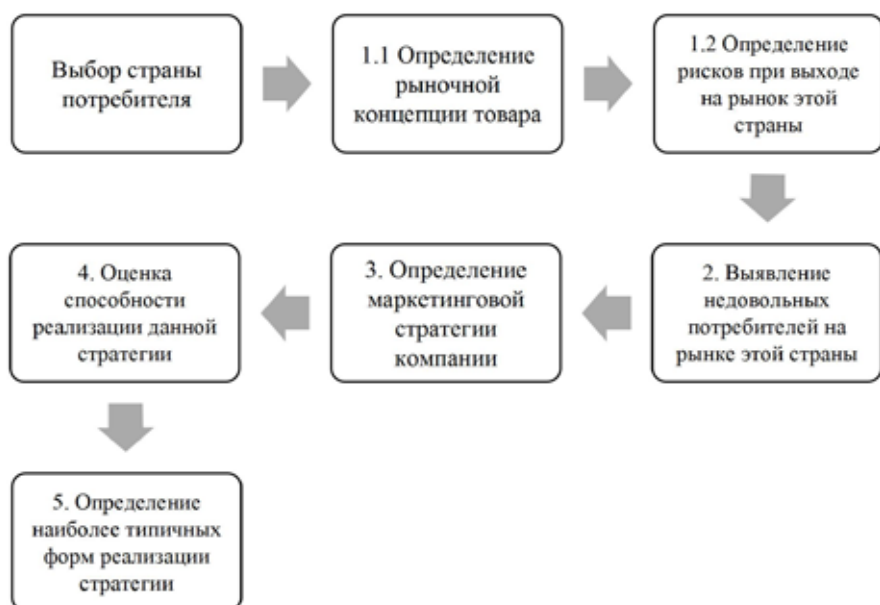 Выбор страны
потребителя
1.1 Определение
рыночной
концепции товара
1.2 Определение
рисков при выходе
на рынок этой
страны
2. Выявление
недовольных
потребителей на
рынке этой страны
3. Определение
маркетинговой
стратегии
компании
4. Оценка
способности
реализации данной
стратегии
5. Определение
наиболее типичных
форм реализации
стратегии